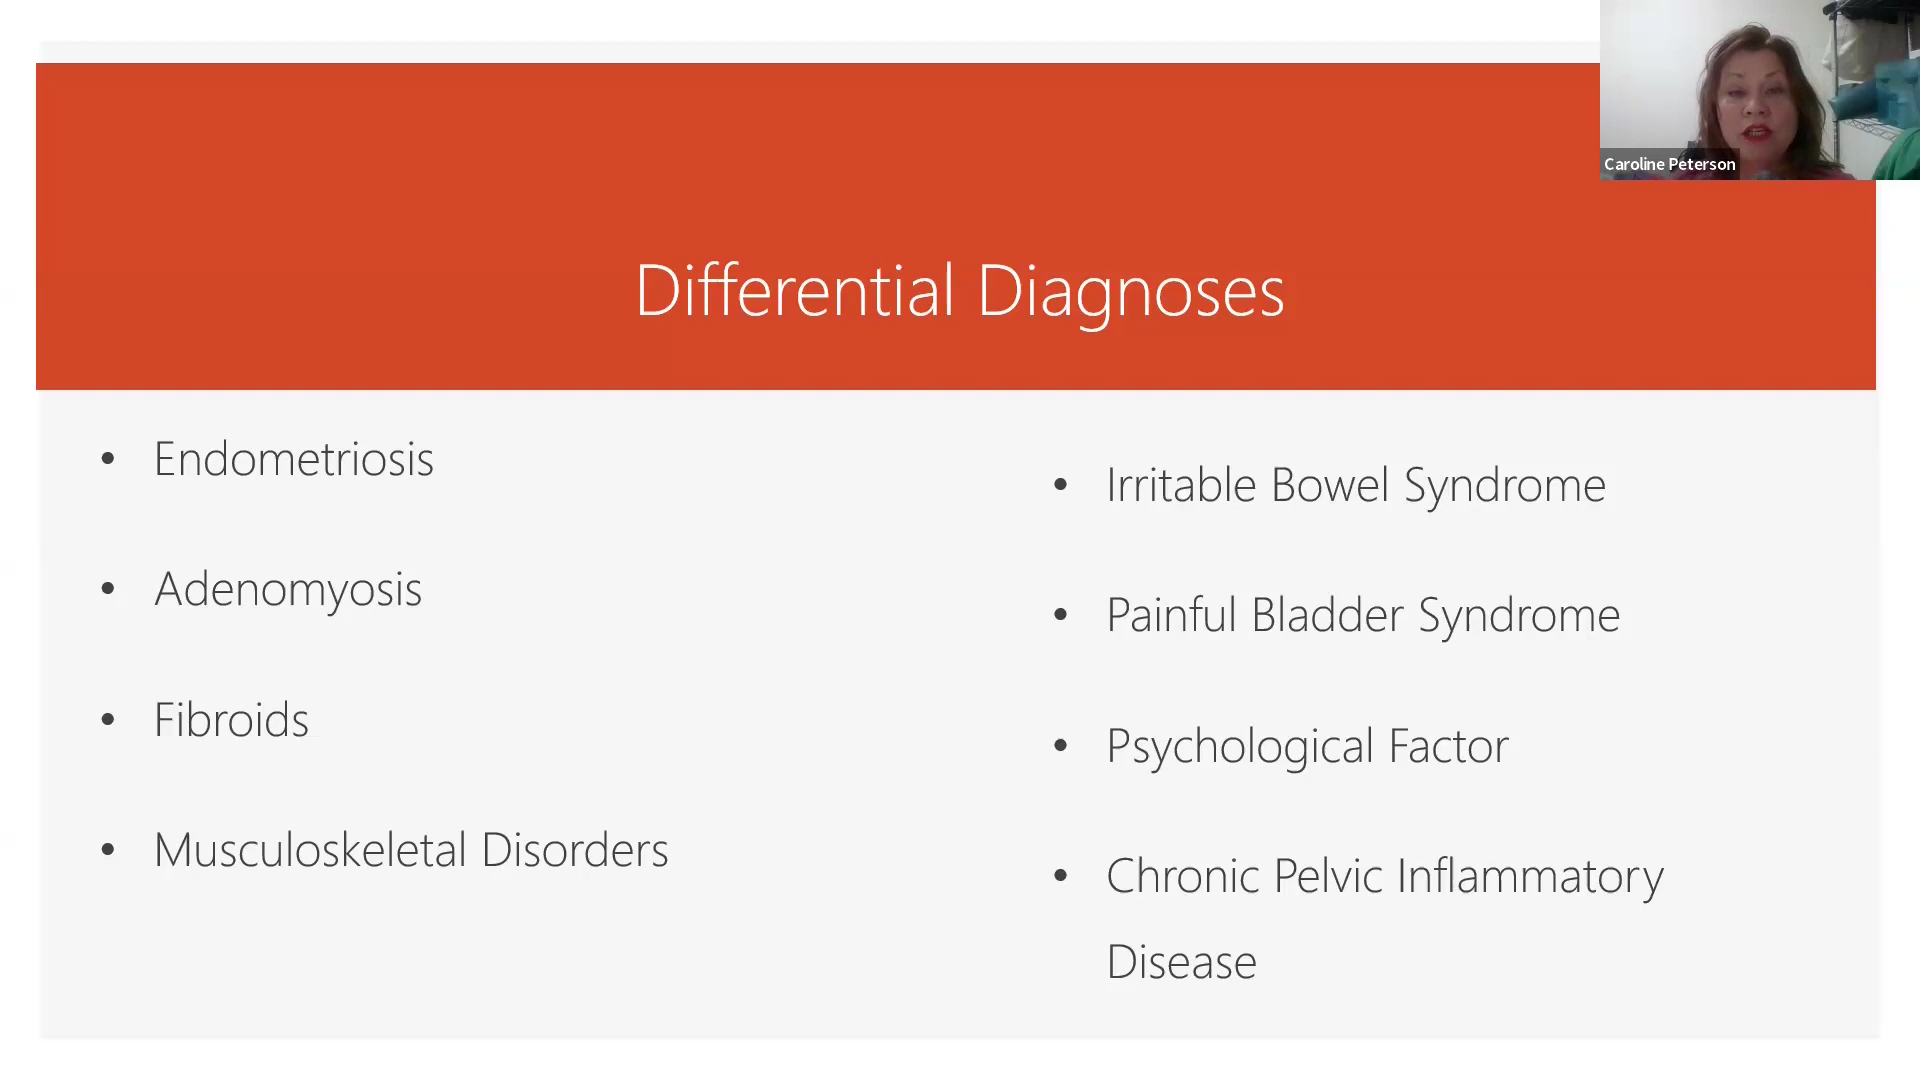 Caroline Peterson
Differential Diagnoses
• Endometriosis
• Adenomyosis
• Fibroids
• Musculoskeletal Disorders
• Irritable Bowel Syndrome
• Painful Bladder Syndrome
• Psychological Factor
• Chronic Pelvic Inflammatory
Disease